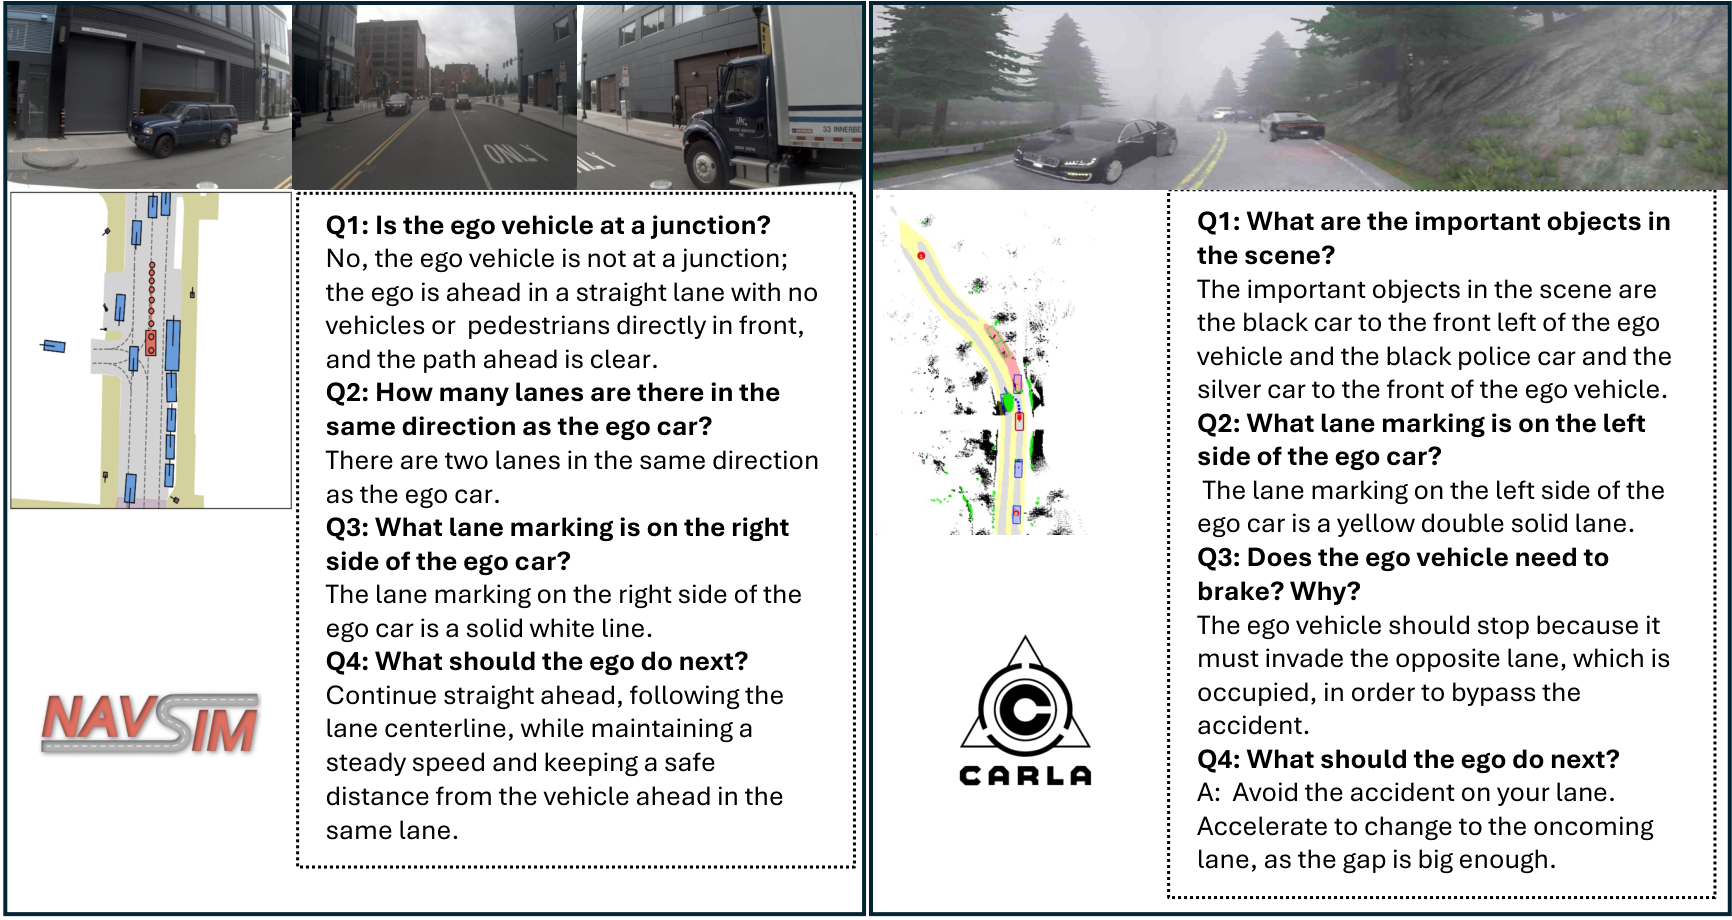 ONLY
NLY
33 INNERBE
Q1: Is the ego vehicle at a junction?
No, the ego vehicle is not at a junction;
the ego is ahead in a straight lane with no
vehicles or pedestrians directly in front,
and the path ahead is clear.
Q2: How many lanes are there in the
same direction as the ego car?
There are two lanes in the same direction
as the ego car.
Q3: What lane marking is on the right
side of the ego car?
The lane marking on the right side of the
ego car is a solid white line.
Q4: What should the ego do next?
Continue straight ahead, following the
lane centerline, while maintaining a
steady speed and keeping a safe
distance from the vehicle ahead in the
same lane.
NAVSIM
Q1: What are the important objects in
the scene?
The important objects in the scene are
the black car to the front left of the ego
vehicle and the black police car and the
silver car to the front of the ego vehicle.
Q2: What lane marking is on the left
side of the ego car?
The lane marking on the left side of the
ego car is a yellow double solid lane.
Q3: Does the ego vehicle need to
brake? Why?
The ego vehicle should stop because it
must invade the opposite lane, which is
occupied, in order to bypass the
accident.
Q4: What should the ego do next?
A: Avoid the accident on your lane.
Accelerate to change to the oncoming
lane, as the gap is big enough.
C
CARLA